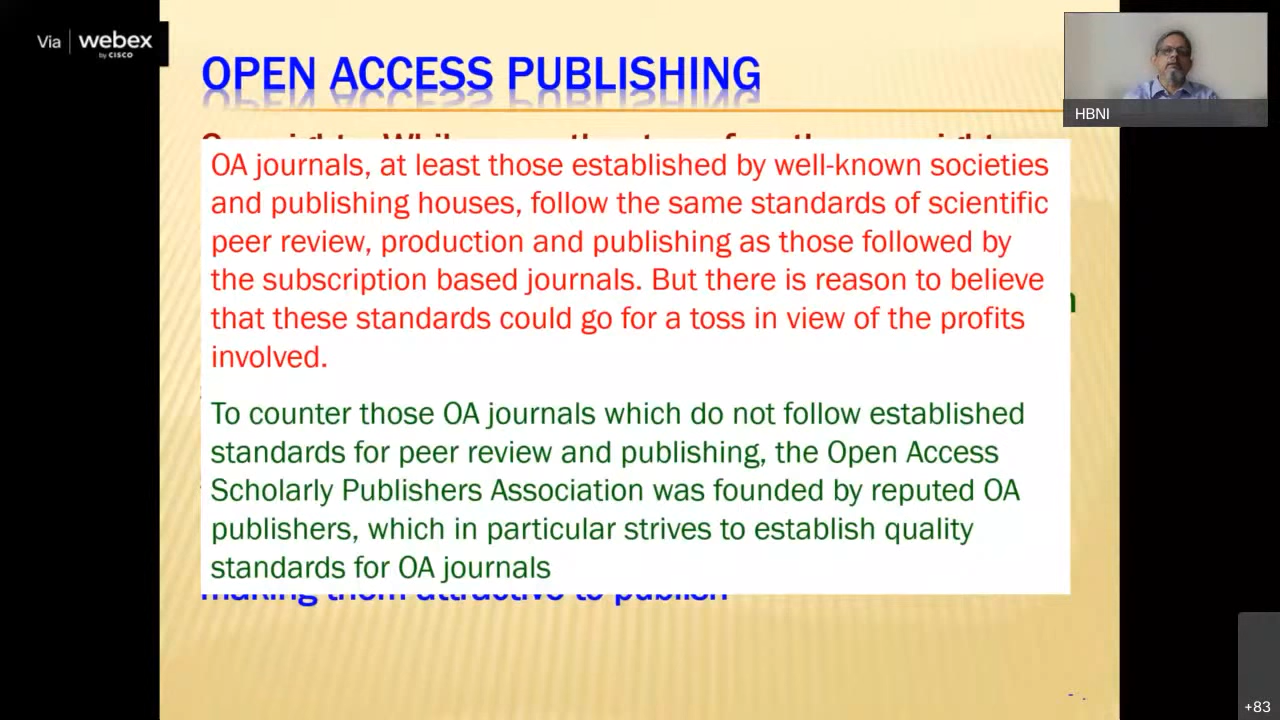 Via webex
by CISCO
OPEN ACCESS PUBLISHING
HBNI
OA journals, at least those established by well-known societies
and publishing houses, follow the same standards of scientific
peer review, production and publishing as those followed by
the subscription based journals. But there is reason to believe
that these standards could go for a toss in view of the profits
involved.
To counter those OA journals which do not follow established
standards for peer review and publishing, the Open Access
Scholarly Publishers Association was founded by reputed OA
publishers, which in particular strives to establish quality
standards for OA journals
making them attractive to publish
+83